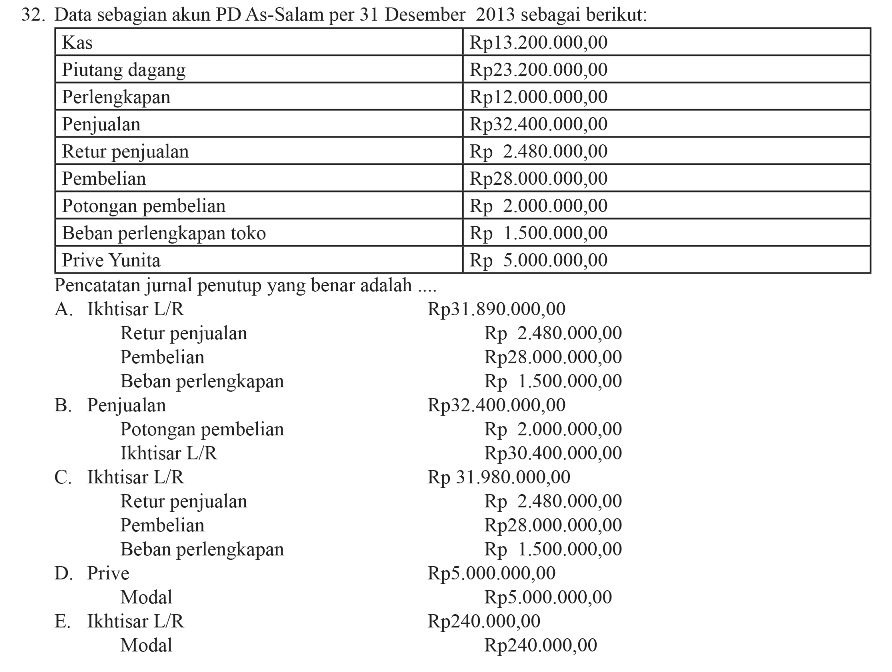 32. Data sebagian akun PD As-Salam per 31 Desember 2013 sebagai berikut:
Kas Rp13.200.000,00
Piutang dagang Rp23.200.000,00
Perlengkapan Rp12.000.000,00
Penjualan Rp32.400.000,00
Retur penjualan Rp 2.480.000,00
Pembelian Rp28.000.000,00
Potongan pembelian Rp 2.000.000,00
Beban perlengkapan toko Rp 1.500.000,00
Prive Yunita Rp 5.000.000,00
Pencatatan jurnal penutup yang benar adalah ....
A. Ikhtisar L/R Rp31.890.000,00
Retur penjualan Rp 2.480.000,00
Pembelian Rp28.000.000,00
Beban perlengkapan Rp 1.500.000,00
B. Penjualan Rp32.400.000,00
Potongan pembelian Rp 2.000.000,00
Ikhtisar L/R Rp30.400.000,00
C. Ikhtisar L/R Rp 31.980.000,00
Retur penjualan Rp 2.480.000,00
Pembelian Rp28.000.000,00
Beban perlengkapan Rp 1.500.000,00
D. Prive Rp5.000.000,00
Modal Rp5.000.000,00
E. Ikhtisar L/R Rp240.000,00
Modal Rp240.000,00